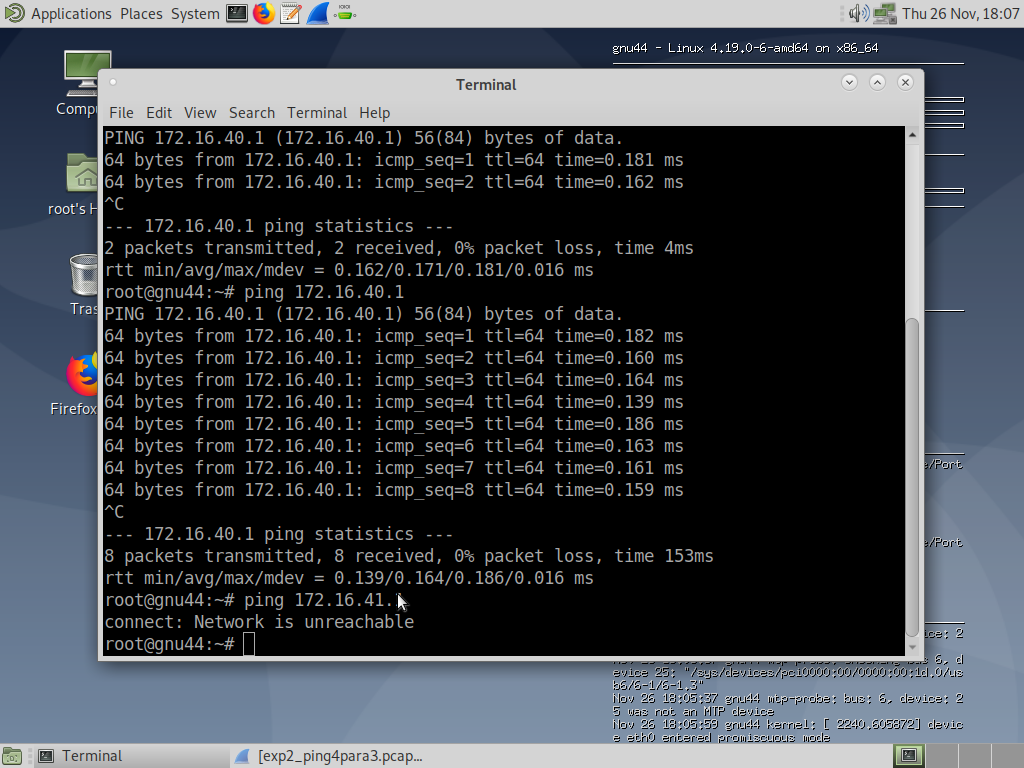 Applications Places System Thu 26 Nov, 18:07
gnu44 - Linux 4.19.0-6-amd64 on x86_64
Terminal
File Edit View Search Terminal Help
PING 172.16.40.1 (172.16.40.1) 56(84) bytes of data.
64 bytes from 172.16.40.1: icmp_seq=1 ttl=64 time=0.181 ms
64 bytes from 172.16.40.1: icmp_seq=2 ttl=64 time=0.162 ms
^C
--- 172.16.40.1 ping statistics ---
2 packets transmitted, 2 received, 0% packet loss, time 4ms
rtt min/avg/max/mdev = 0.162/0.171/0.181/0.016 ms
root@gnu44:~# ping 172.16.40.1
PING 172.16.40.1 (172.16.40.1) 56(84) bytes of data.
64 bytes from 172.16.40.1: icmp_seq=1 ttl=64 time=0.182 ms
64 bytes from 172.16.40.1: icmp_seq=2 ttl=64 time=0.160 ms
64 bytes from 172.16.40.1: icmp_seq=3 ttl=64 time=0.164 ms
64 bytes from 172.16.40.1: icmp_seq=4 ttl=64 time=0.139 ms
64 bytes from 172.16.40.1: icmp_seq=5 ttl=64 time=0.186 ms
64 bytes from 172.16.40.1: icmp_seq=6 ttl=64 time=0.163 ms
64 bytes from 172.16.40.1: icmp_seq=7 ttl=64 time=0.161 ms
64 bytes from 172.16.40.1: icmp_seq=8 ttl=64 time=0.159 ms
^C
--- 172.16.40.1 ping statistics ---
8 packets transmitted, 8 received, 0% packet loss, time 153ms
rtt min/avg/max/mdev = 0.139/0.164/0.186/0.016 ms
root@gnu44:~# ping 172.16.41.
connect: Network is unreachable
root@gnu44:~#
Compu
root's H
Tras
Firefox
e/Port
e/Port
ice: 2
bus 6, d
evice 25: "/sys/devices/pci0000:00/0000:00:1d.0/us
b6/6-1/6-1.3"
Nov 26 18:05:37 gnu44 mtp-probe: bus: 6, device: 2
5 was not an MTP device
Nov 26 18:05:59 gnu44 kernel: [ 2240.605872] devic
e eth0 entered promiscuous mode
Terminal
[exp2_ping4para3.pcap...